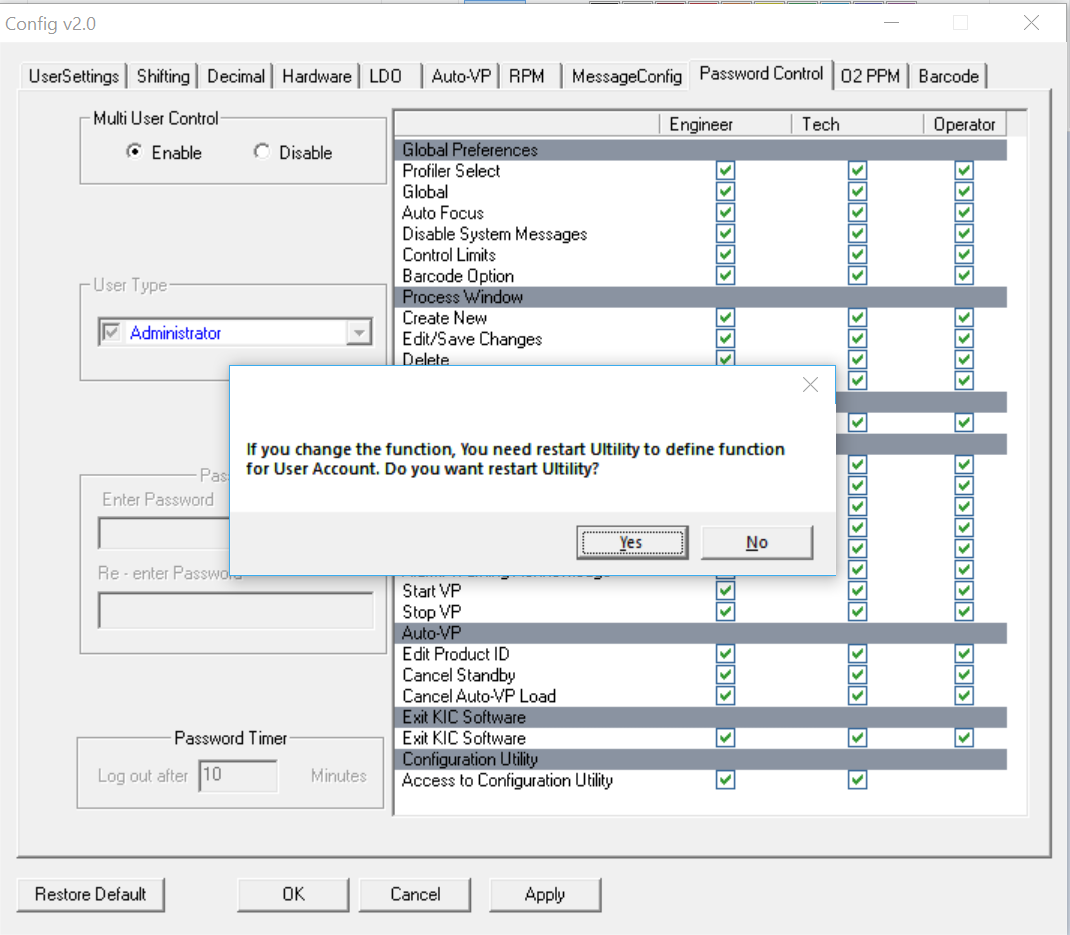 Config v2.0
UserSettings Shifting Decimal Hardware LDO Auto-VP RPM MessageConfig Password Control O2 PPM Barcode
Multi User Control
Enable Disable
User Type
Administrator
Enter Password
Re - enter Password
Password Timer
Log out after 10 Minutes
Engineer Tech Operator
Global Preferences
Profiler Select
Global
Auto Focus
Disable System Messages
Control Limits
Barcode Option
Process Window
Create New
Edit/Save Changes
Delete
If you change the function, You need restart Ultility to define function
for User Account. Do you want restart Ultility?
Yes No
Start VP
Stop VP
Auto-VP
Edit Product ID
Cancel Standby
Cancel Auto-VP Load
Exit KIC Software
Exit KIC Software
Configuration Utility
Access to Configuration Utility
Restore Default OK Cancel Apply